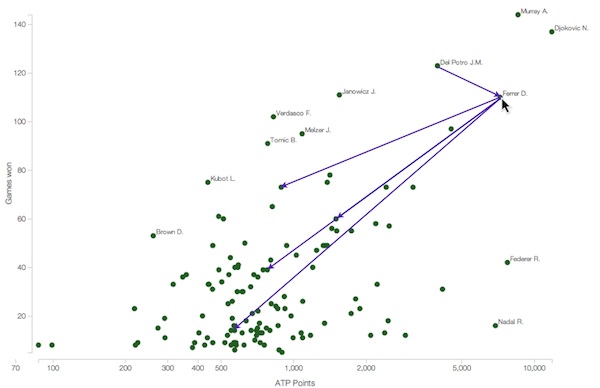 Murray A.
140
Djokovic N.
Del Potro J.M.
120
Janowicz J.
Ferrer D.
Verdasco F.
100
Melzer J.
Tomic B.
80
Kubot L.
Games won
60
Brown D.
Federer R.
40
20
Nadal R.
70 100 200 300 400 500 1,000 2,000 5,000 10,000
ATP Points